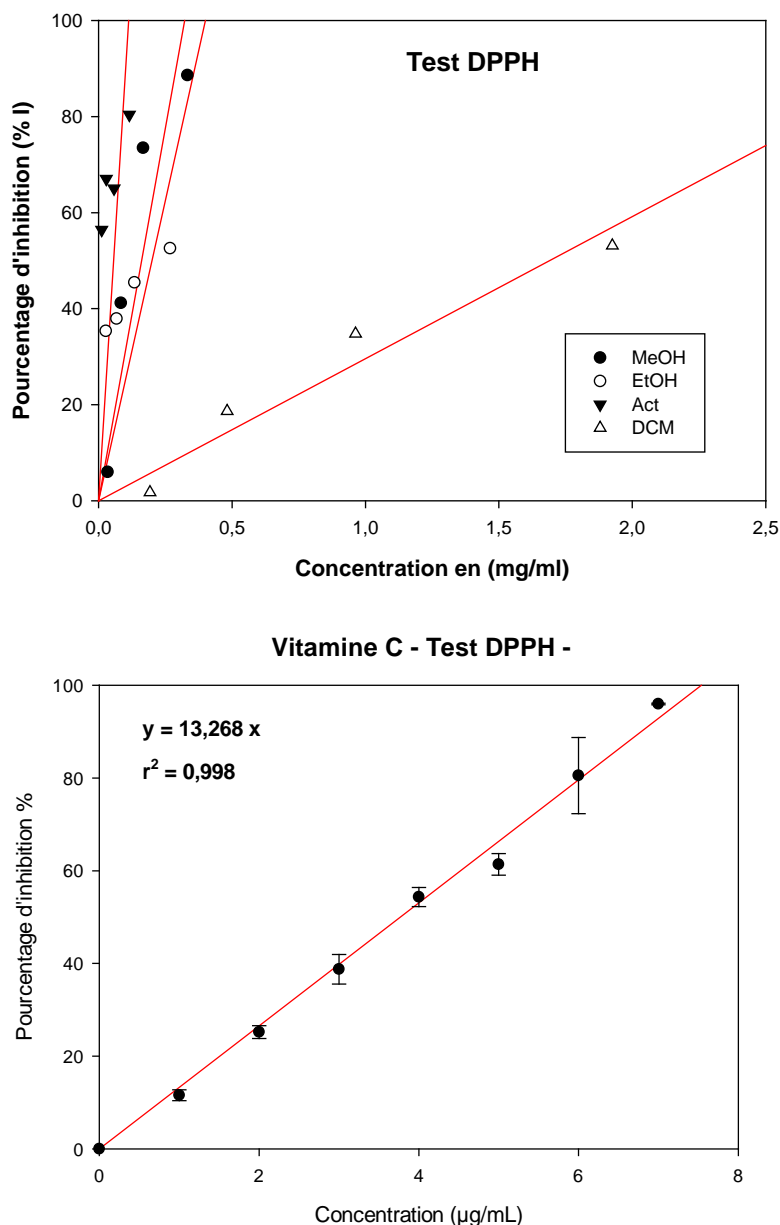 Test DPPH
Pourcentage d'inhibition (% I)
100
80
60
40
20
0
MeOH
EtOH
Act
DCM
0,0 0,5 1,0 1,5 2,0 2,5
Concentration en (mg/ml)
Vitamine C - Test DPPH -
Pourcentage d'inhibition %
100
80
60
40
20
0
y = 13,268 x
r² = 0,998
0 2 4 6 8
Concentration (µg/mL)